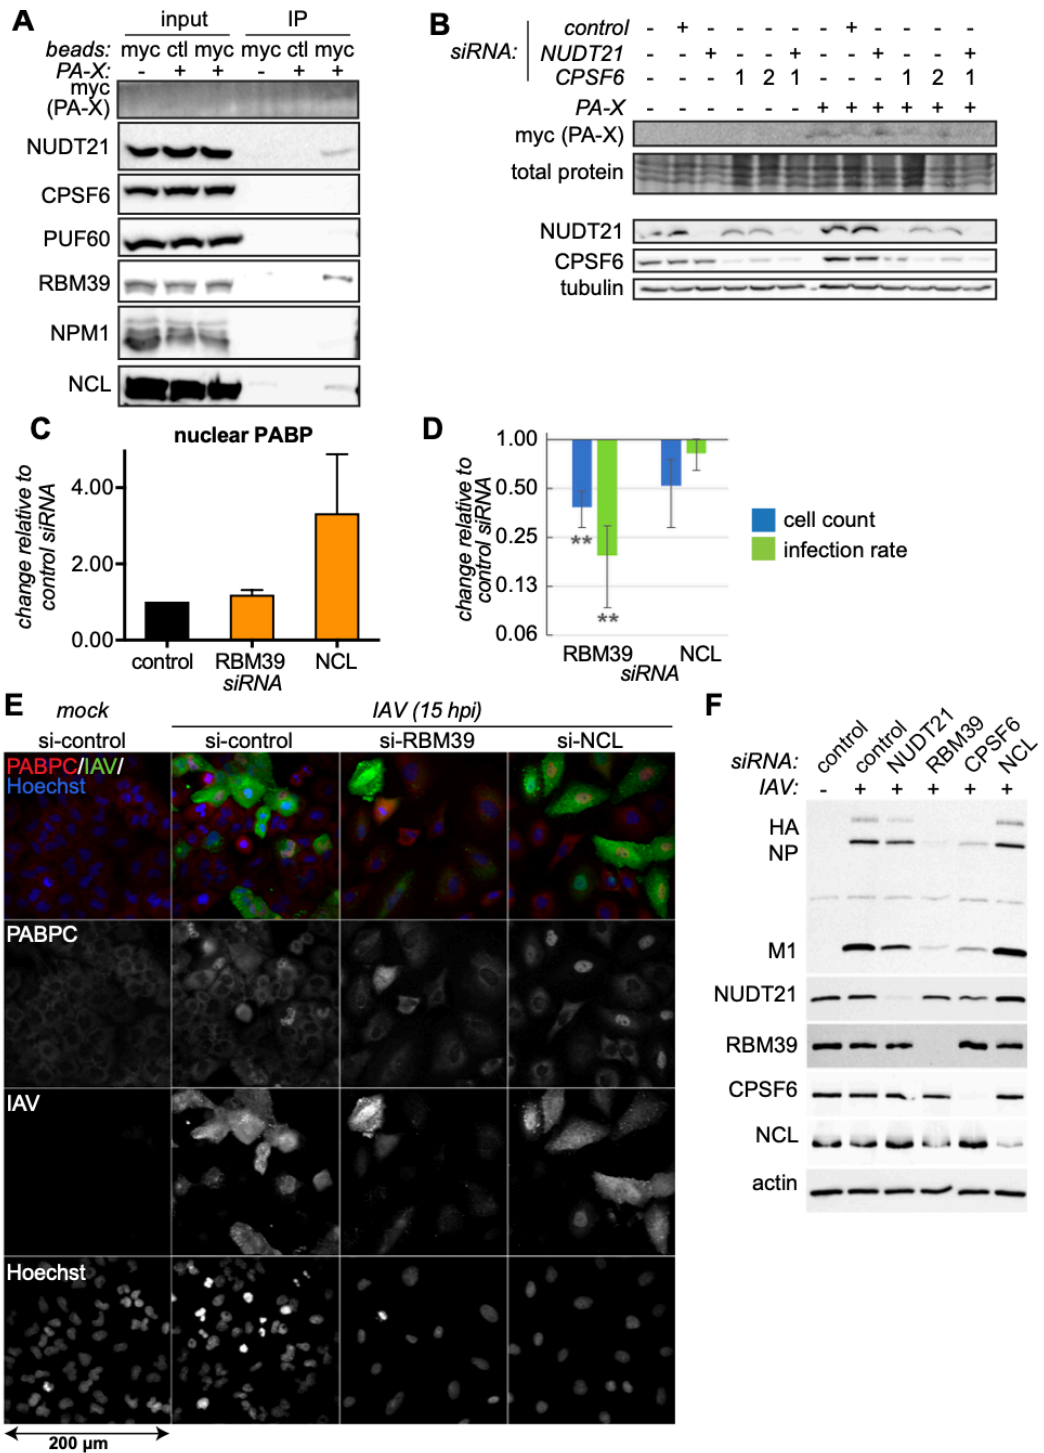 A
input IP
beads: myc ctl myc myc ctl myc
PA-X: - + + - + +
myc
(PA-X)
NUDT21
CPSF6
PUF60
RBM39
NPM1
NCL
B
siRNA:
control - + - - - - - + - - - -
NUDT21 - - + - - + - - + - - +
CPSF6 - - - 1 2 1 - - - 1 2 1
PA-X - - - - - - + + + + + +
myc (PA-X)
total protein
NUDT21
CPSF6
tubulin
C
nuclear PABP
change relative to
control siRNA
4.00
2.00
0.00
control RBM39 NCL
siRNA
D
change relative to
control siRNA
1.00
0.50
0.25
0.13
0.06
**
**
RBM39 NCL
siRNA
cell count
infection rate
E
mock IAV (15 hpi)
si-control si-control si-RBM39 si-NCL
PABPC/IAV/
Hoechst
PABPC
IAV
Hoechst
200 µm
F
siRNA: control control NUDT21 RBM39 CPSF6 NCL
IAV: - + + + + +
HA
NP
M1
NUDT21
RBM39
CPSF6
NCL
actin